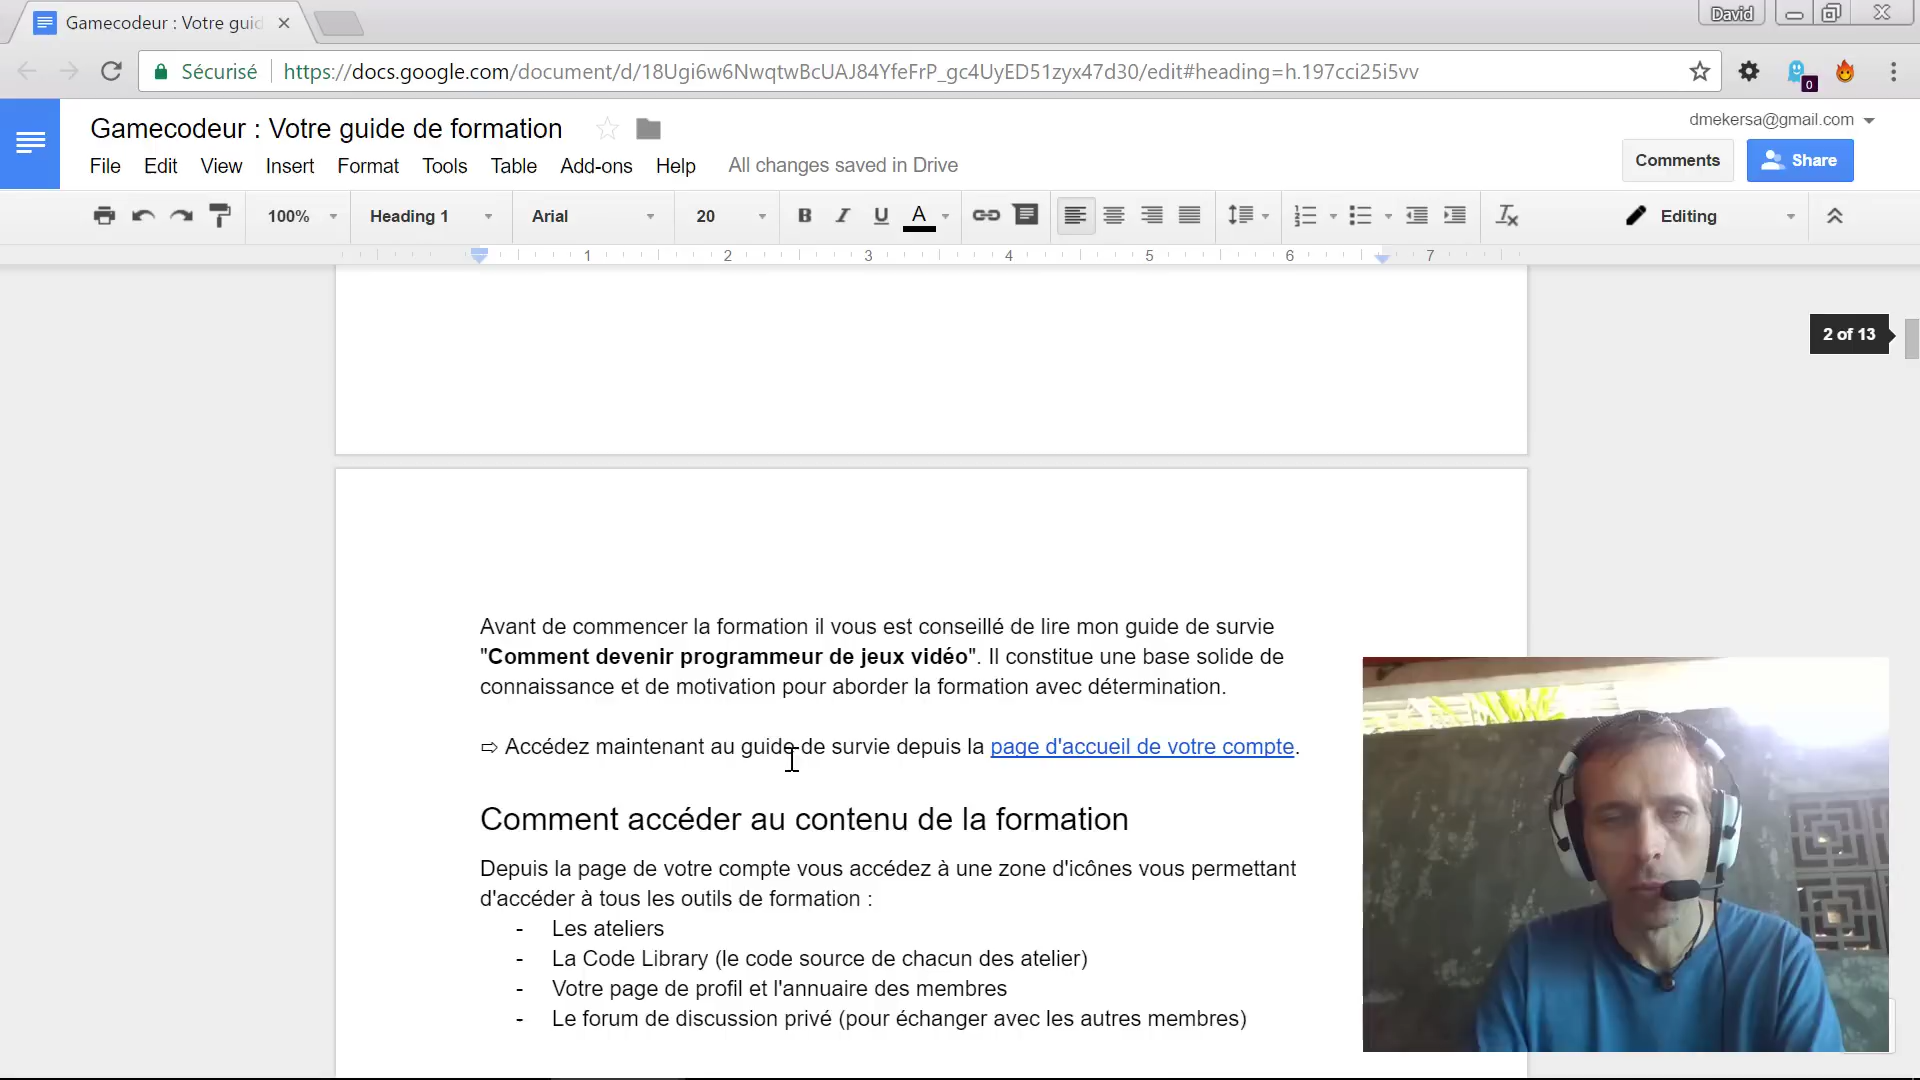 Gamecodeur : Votre guid
David
Sécurisé
https://docs.google.com/document/d/18Ugi6w6NwqtwBcUAJ84YfeFrP_gc4UyED51zyx47d30/edit#heading=h.197cci25i5vv
0
Gamecodeur : Votre guide de formation
dmekersa@gmail.com
File Edit View Insert Format Tools Table Add-ons Help All changes saved in Drive
Comments Share
100% Heading 1 Arial 20 B I U A Editing
1 2 3 4 5 6 7
2 of 13
Avant de commencer la formation il vous est conseillé de lire mon guide de survie
"Comment devenir programmeur de jeux vidéo". Il constitue une base solide de
connaissance et de motivation pour aborder la formation avec détermination.
⇨ Accédez maintenant au guide de survie depuis la page d'accueil de votre compte.
Comment accéder au contenu de la formation
Depuis la page de votre compte vous accédez à une zone d'icônes vous permettant
d'accéder à tous les outils de formation :
- Les ateliers
- La Code Library (le code source de chacun des atelier)
- Votre page de profil et l'annuaire des membres
- Le forum de discussion privé (pour échanger avec les autres membres)